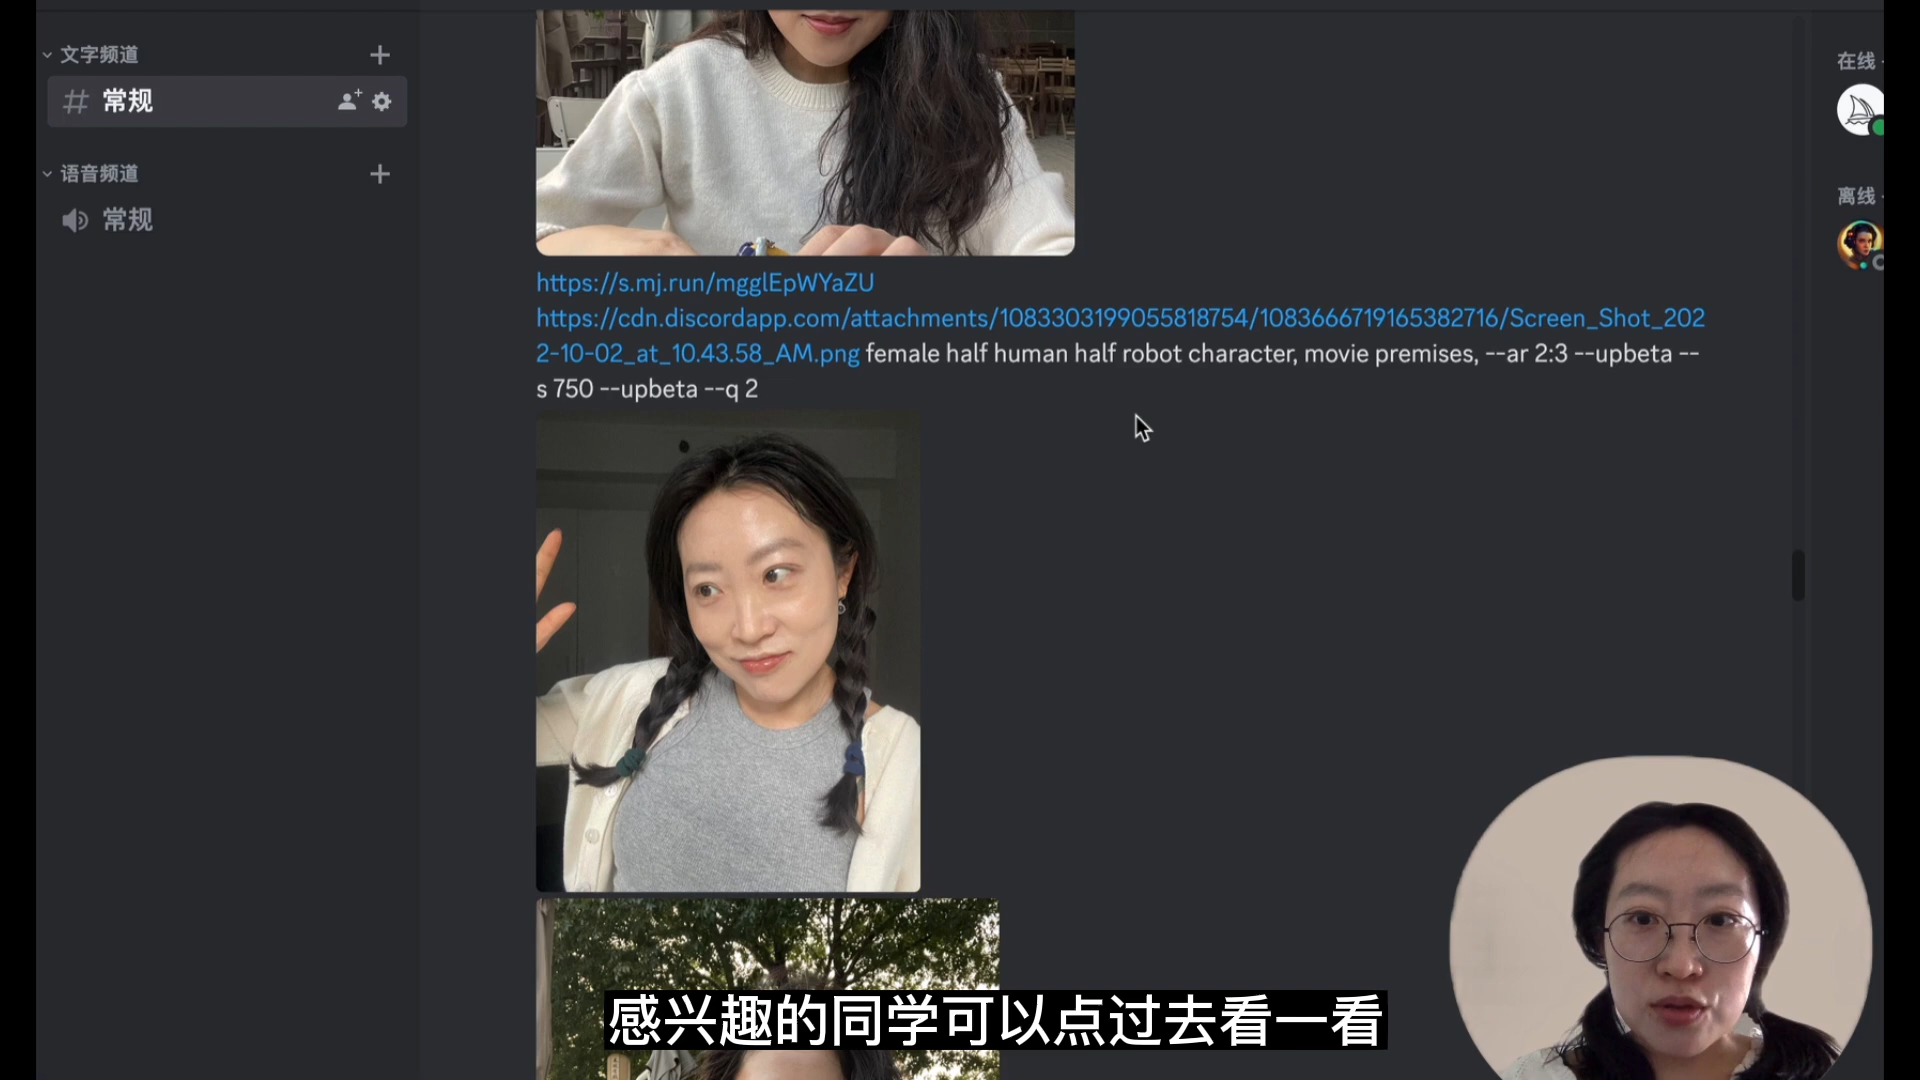 文字频道
常规
语音频道
常规
https://s.mj.run/mgglEpWYaZU
https://cdn.discordapp.com/attachments/1083303199055818754/1083666719165382716/Screen_Shot_202
2-10-02_at_10.43.58_AM.png female half human half robot character, movie premises, --ar 2:3 --upbeta --
s 750 --upbeta --q 2
在线 -
离线 -
感兴趣的同学可以点过去看一看